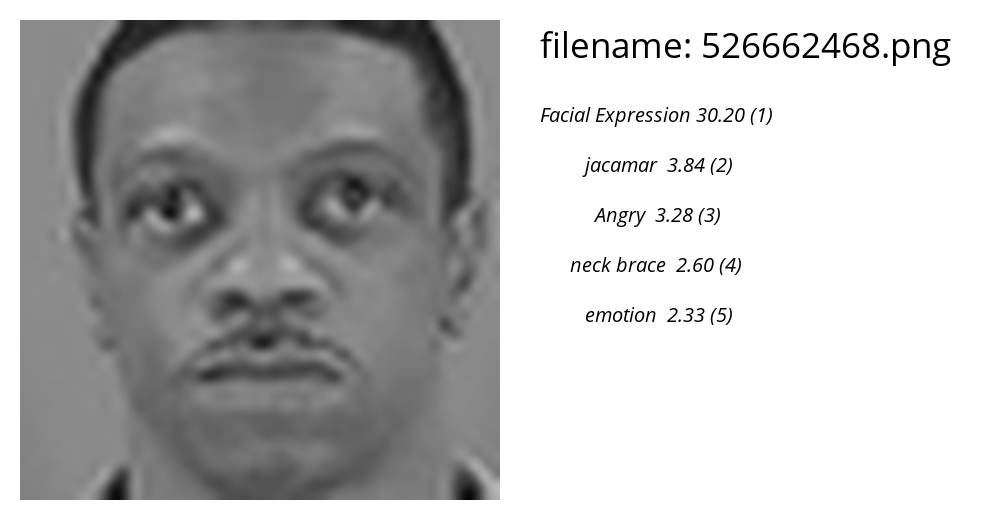 filename: 526662468.png
Facial Expression 30.20 (1)
jacamar 3.84 (2)
Angry 3.28 (3)
neck brace 2.60 (4)
emotion 2.33 (5)